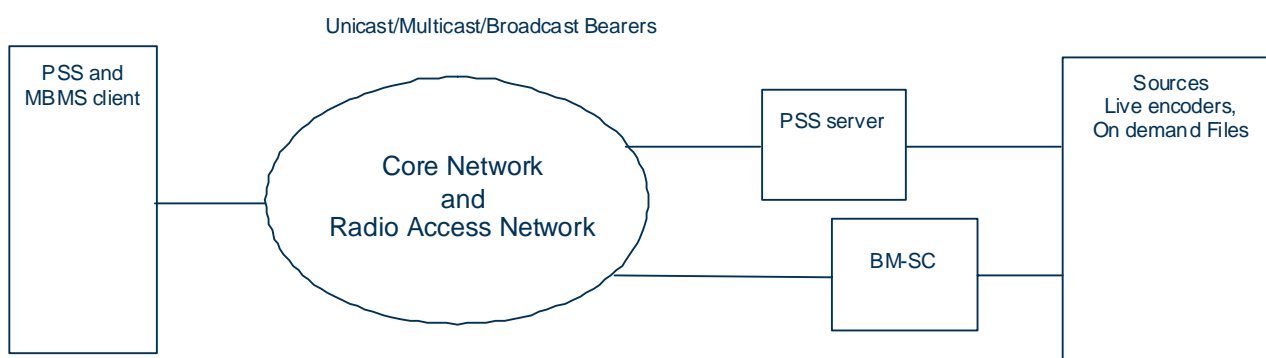 Unicast/Multicast/Broadcast Bearers
PSS and
MBMS client
Core Network
and
Radio Access Network
PSS server
BM-SC
Sources
Live encoders,
On demand Files